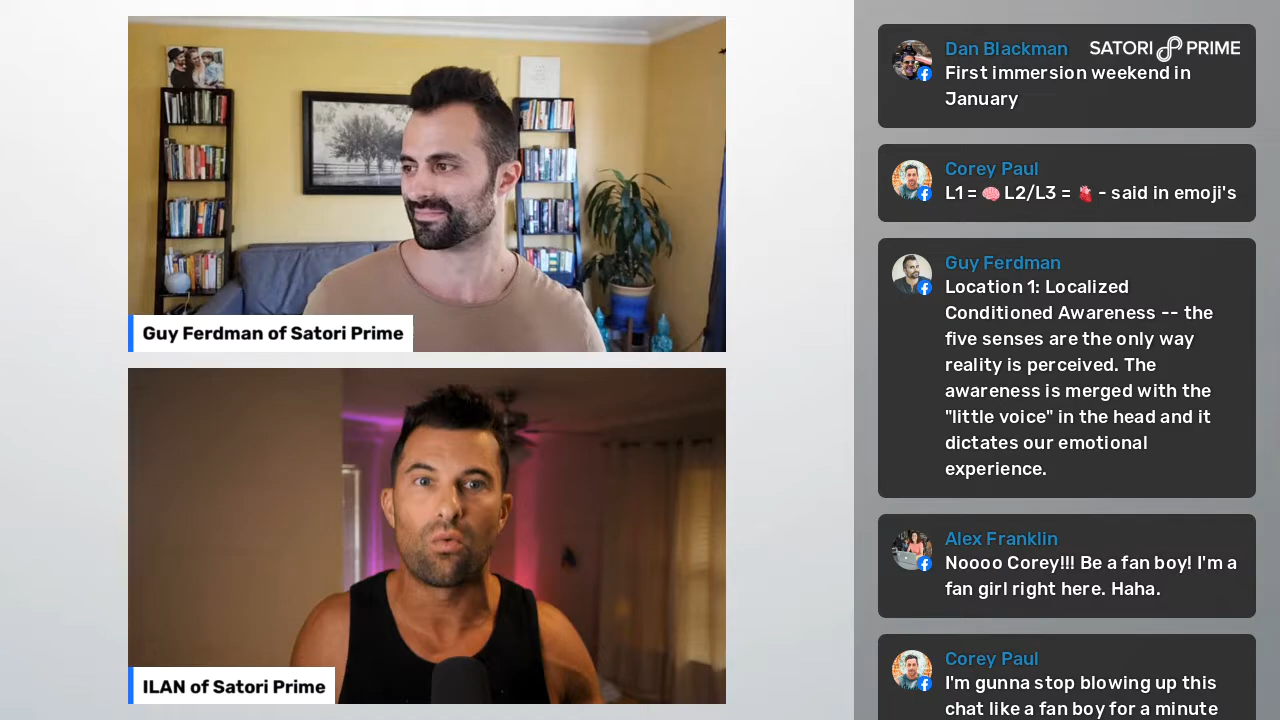 Guy Ferdman of Satori Prime
ILAN of Satori Prime
SATORI PRIME
Dan Blackman
First immersion weekend in
January
Corey Paul
L1 = 🧠 L2/L3 = 🫀 - said in emoji's
Guy Ferdman
Location 1: Localized
Conditioned Awareness -- the
five senses are the only way
reality is perceived. The
awareness is merged with the
"little voice" in the head and it
dictates our emotional
experience.
Alex Franklin
Noooo Corey!!! Be a fan boy! I'm a
fan girl right here. Haha.
Corey Paul
I'm gunna stop blowing up this
chat like a fan boy for a minute